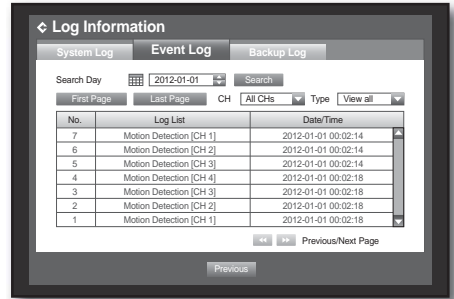 Log Information
System Log Event Log Backup Log
Search Day 2012-01-01 Search
First Page Last Page CH All CHs Type View all
No. Log List Date/Time
7 Motion Detection [CH 1] 2012-01-01 00:02:14
6 Motion Detection [CH 2] 2012-01-01 00:02:14
5 Motion Detection [CH 3] 2012-01-01 00:02:14
4 Motion Detection [CH 4] 2012-01-01 00:02:18
3 Motion Detection [CH 3] 2012-01-01 00:02:18
2 Motion Detection [CH 2] 2012-01-01 00:02:18
1 Motion Detection [CH 1] 2012-01-01 00:02:18
Previous/Next Page
Previous